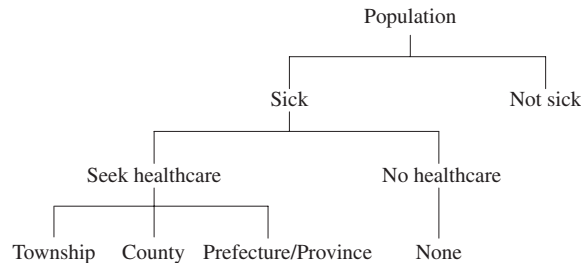 Population
Sick
Not sick
Seek healthcare
No healthcare
Township
County
Prefecture/Province
None